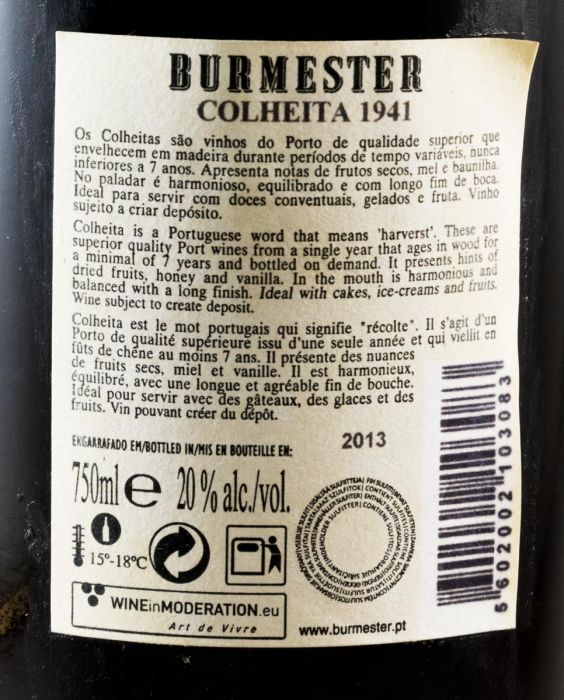 BURMESTER
COLHEITA 1941
Os Colheitas são vinhos do Porto de qualidade superior que
envelhecem em madeira durante períodos de tempo variáveis, nunca
inferiores a 7 anos. Apresenta notas de frutos secos, mel e baunilha.
No paladar é harmonioso, equilibrado e com longo fim de boca.
Ideal para servir com doces conventuais, gelados e fruta. Vinho
sujeito a criar depósito.
Colheita is a Portuguese word that means 'harverst'. These are
superior quality Port wines from a single year that ages in wood for
a minimal of 7 years and bottled on demand. It presents hints of
dried fruits, honey and vanilla. In the mouth is harmonious and
balanced with a long finish. Ideal with cakes, ice-creams and fruits.
Wine subject to create deposit.
Colheita est le mot portugais qui signifie "récolte". Il s'agit d'un
Porto de qualité supérieure issu d'une seule année et qui vieillit en
fûts de chêne au moins 7 ans. Il présente des nuances
de fruits secs, miel et vanille. Il est harmonieux,
équilibré, avec une longue et agréable fin de bouche.
Idéal pour servir avec des gâteaux, des glaces et des
fruits. Vin pouvant créer du dépôt.
ENGARRAFADO EM/BOTTLED IN/MIS EN BOUTEILLE EN: 2013
750ml e 20% alc./vol.
15º-18ºC
WINEinMODERATION.eu
Art de Vivre
www.burmester.pt
5 602002 103083